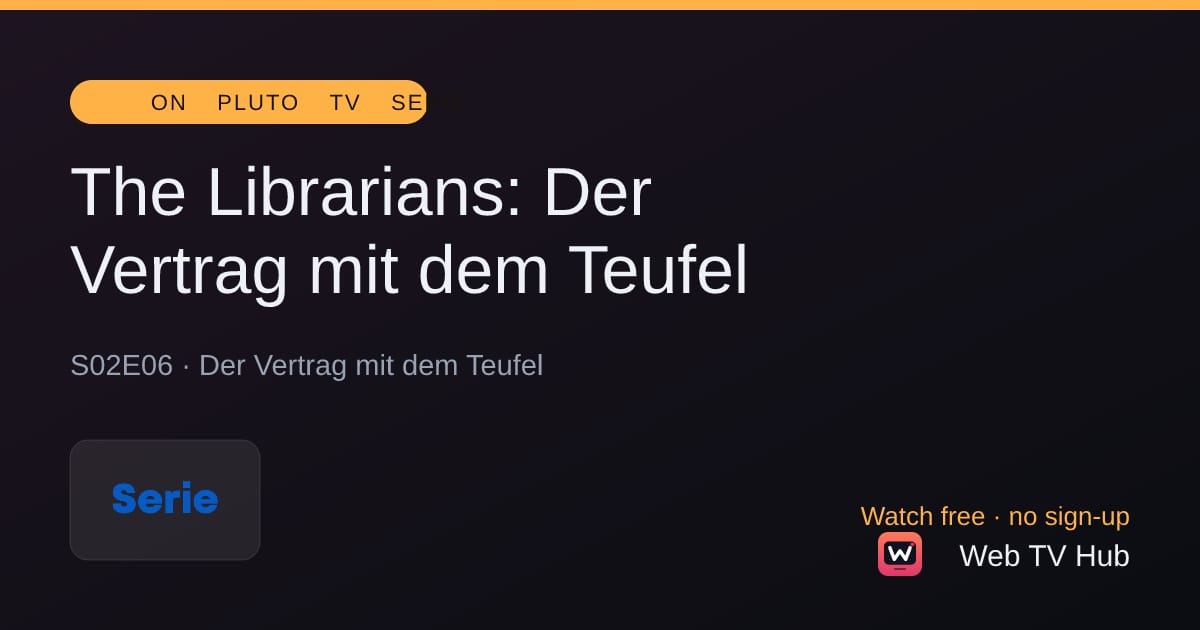 ON PLUTO TV SE
The Librarians: Der
Vertrag mit dem Teufel
S02E06 · Der Vertrag mit dem Teufel
Serie
Watch free · no sign-up
W Web TV Hub